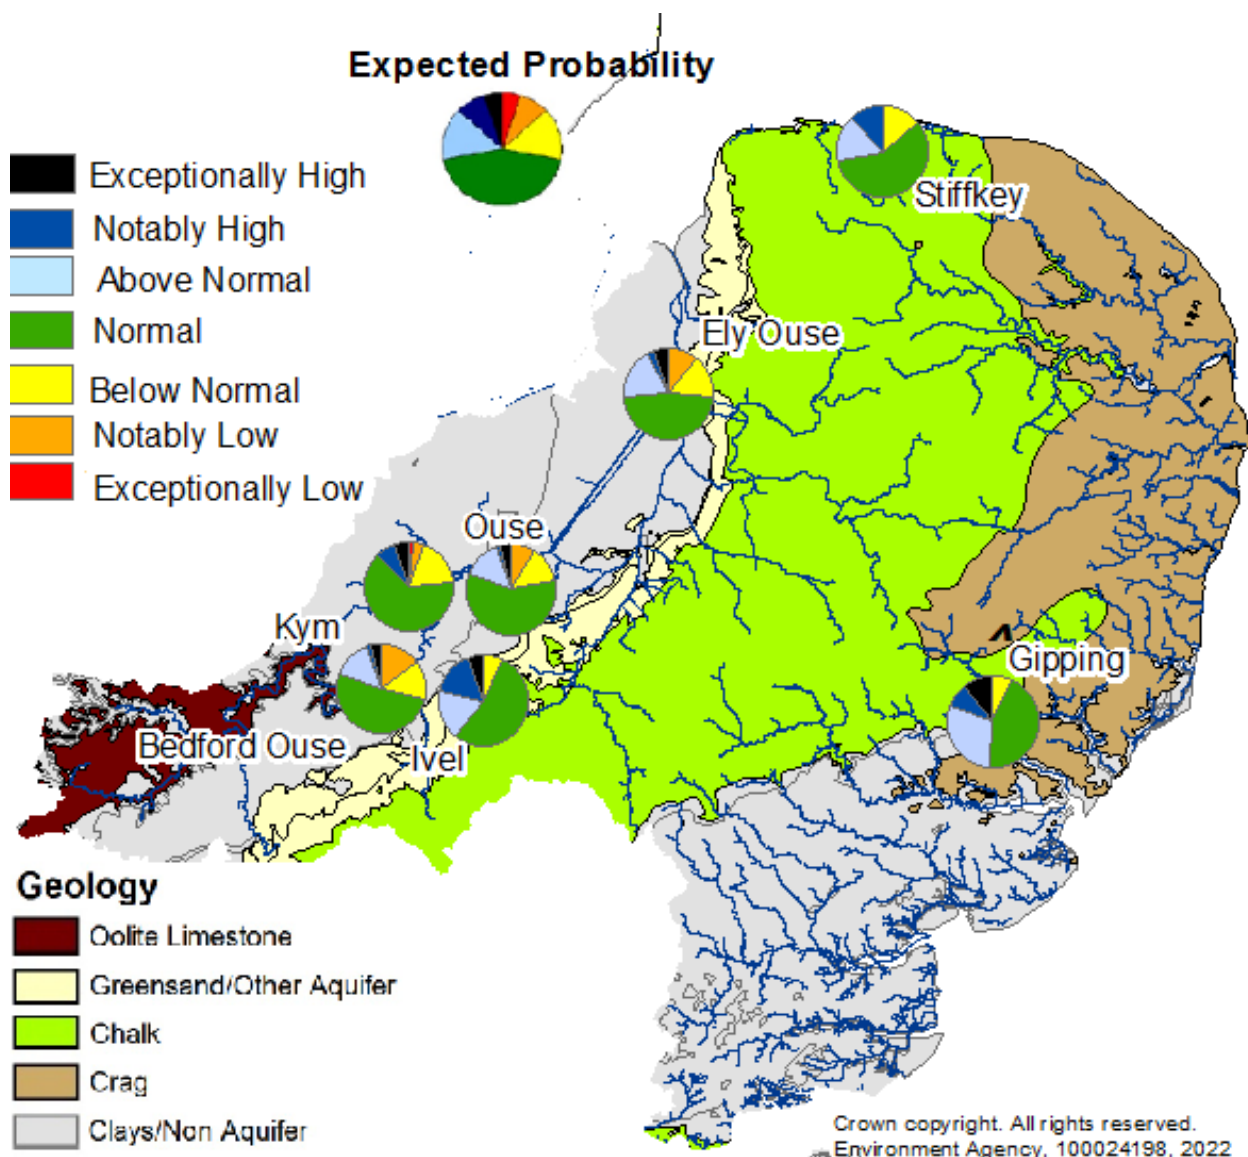 Expected Probability
Exceptionally High
Notably High
Above Normal
Normal
Below Normal
Notably Low
Exceptionally Low
Stiffkey
Ely Ouse
Ouse
Kym
Gipping
Bedford Ouse
Ivel
Geology
Oolite Limestone
Greensand/Other Aquifer
Chalk
Crag
Clays/Non Aquifer
Crown copyright. All rights reserved.
Environment Agency, 100024198, 2022